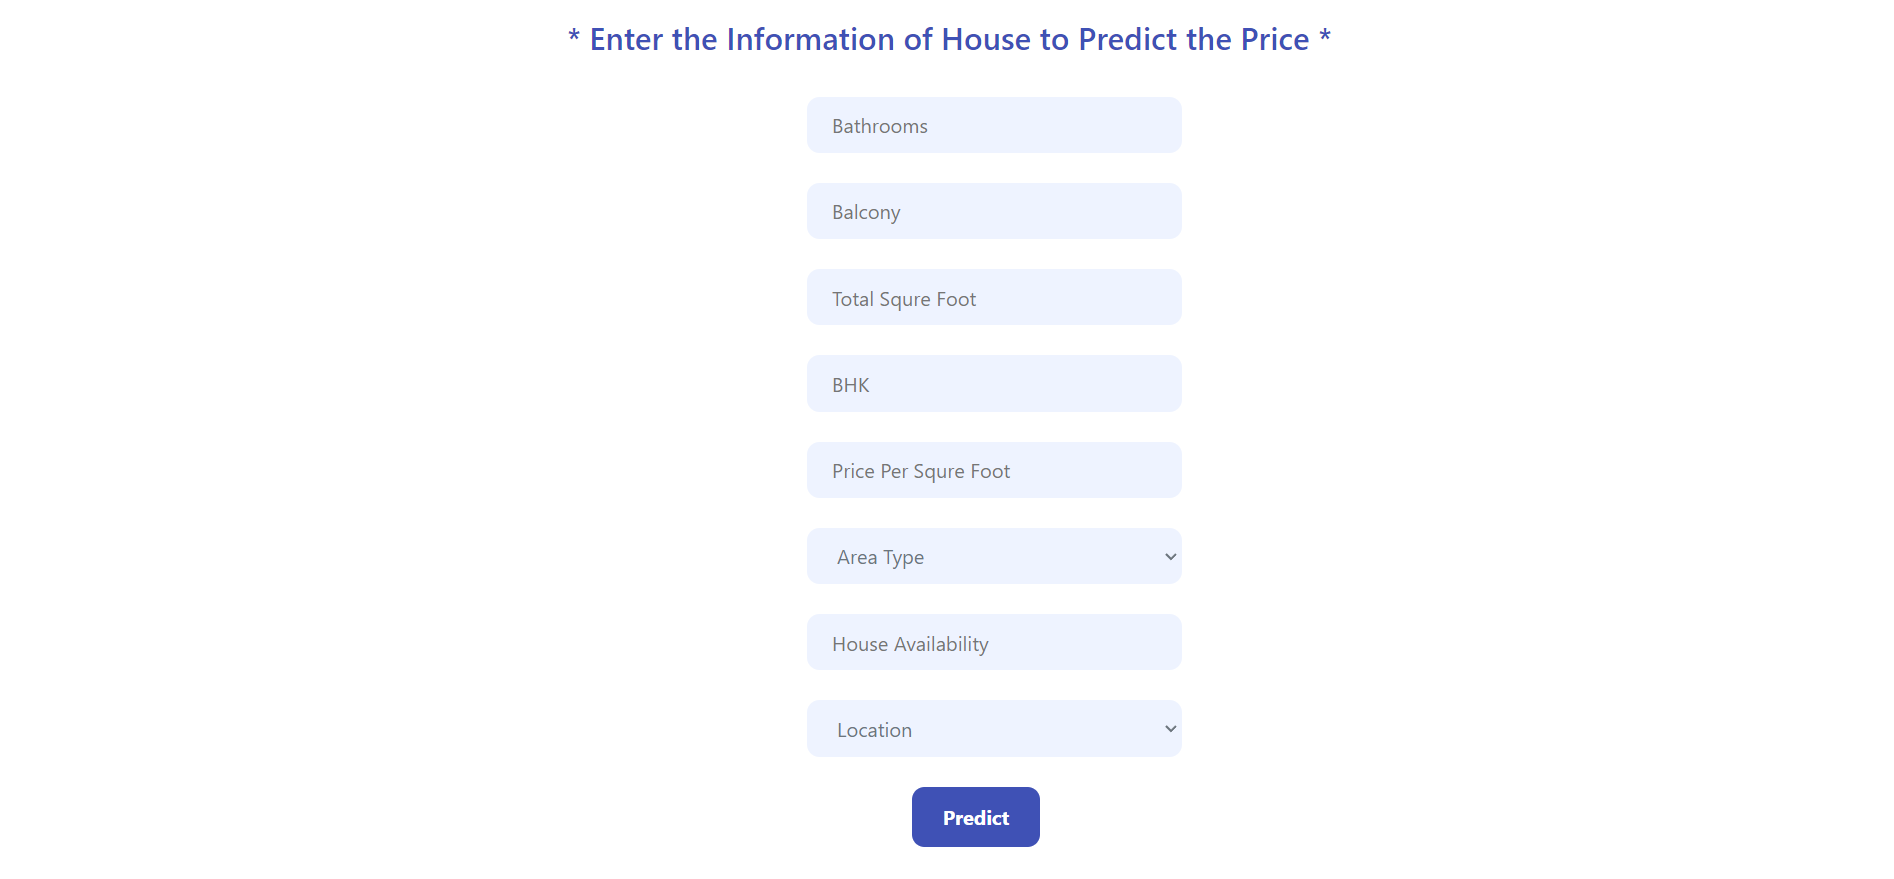 * Enter the Information of House to Predict the Price *
Bathrooms
Balcony
Total Squre Foot
BHK
Price Per Squre Foot
Area Type
House Availability
Location
Predict